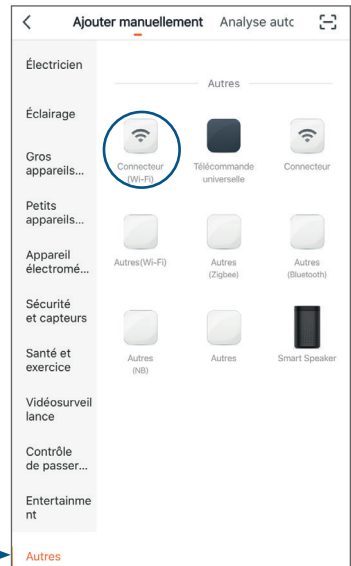 Ajouter manuellement Analyse autc
Électricien
Éclairage
Gros
appareils...
Petits
appareils...
Appareil
électromé...
Sécurité
et capteurs
Santé et
exercice
Vidéosurveil
lance
Contrôle
de passer...
Entertainme
nt
Autres
Autres
Connecteur
(Wi-Fi)
Télécommande
universelle
Connecteur
Autres(Wi-Fi)
Autres
(Zigbee)
Autres
(Bluetooth)
Autres
(NB)
Autres
Smart Speaker